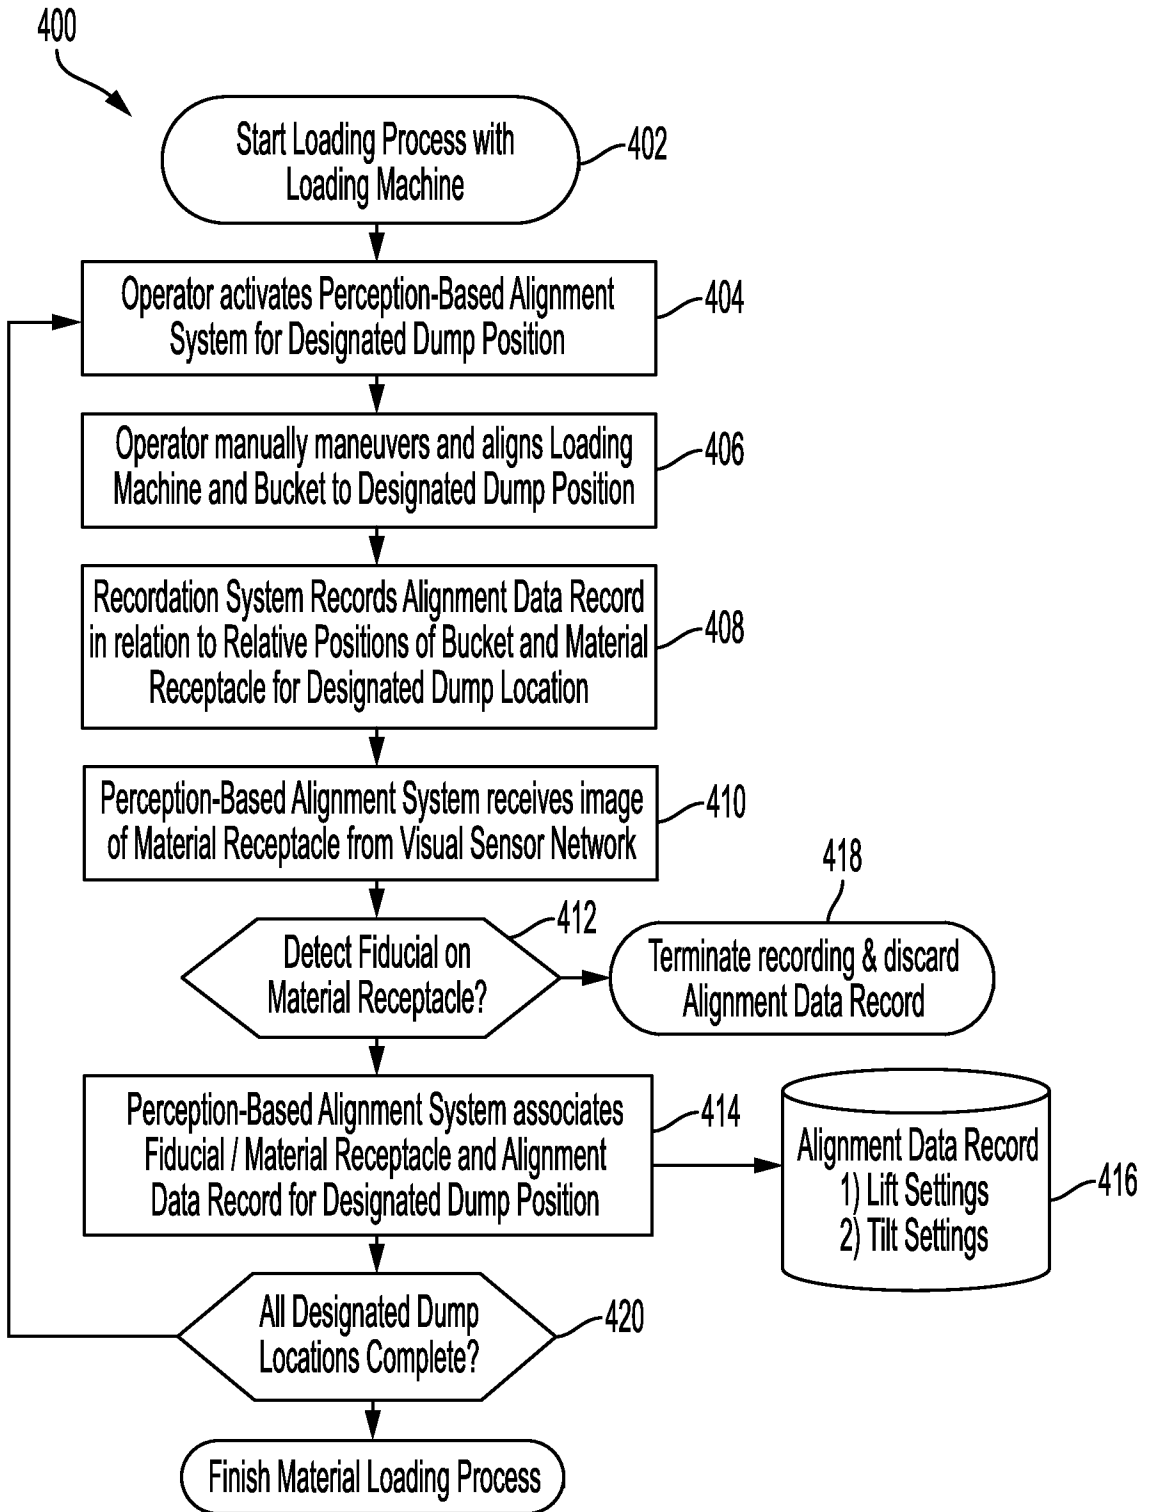 400
Start Loading Process with
Loading Machine
402
Operator activates Perception-Based Alignment
System for Designated Dump Position
404
Operator manually maneuvers and aligns Loading
Machine and Bucket to Designated Dump Position
406
Recordation System Records Alignment Data Record
in relation to Relative Positions of Bucket and Material
Receptacle for Designated Dump Location
408
Perception-Based Alignment System receives image
of Material Receptacle from Visual Sensor Network
410
Detect Fiducial on
Material Receptacle?
412
418
Terminate recording & discard
Alignment Data Record
Perception-Based Alignment System associates
Fiducial / Material Receptacle and Alignment
Data Record for Designated Dump Position
414
Alignment Data Record
1) Lift Settings
2) Tilt Settings
416
All Designated Dump
Locations Complete?
420
Finish Material Loading Process